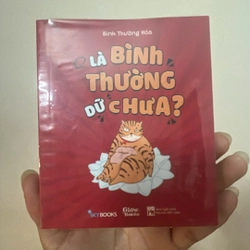 Bình Thường Hóa
LÀ BÌNH
THƯỜNG
DỮ CHƯA?
SKYBOOKS